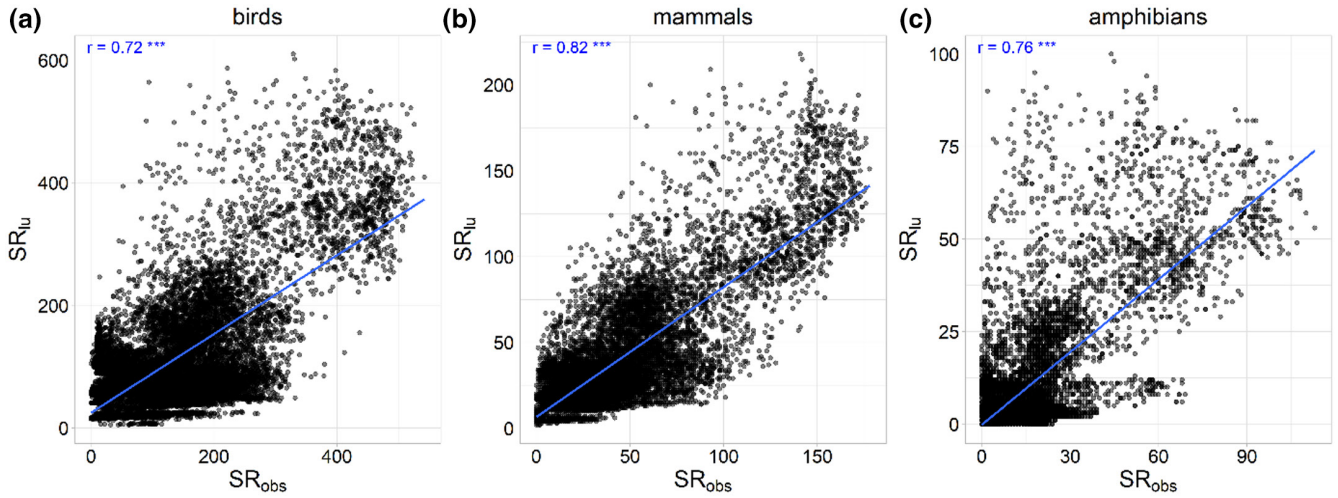 (a) birds
r = 0.72 ***
600
400
200
0
0 200 400
SRlu
SRobs
(b) mammals
r = 0.82 ***
200
150
100
50
0
0 50 100 150
SRlu
SRobs
(c) amphibians
r = 0.76 ***
100
75
50
25
0
0 30 60 90
SRlu
SRobs